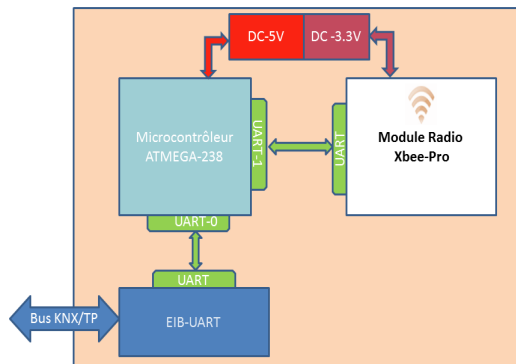 DC-5V
DC -3.3V
Microcontrôleur
ATMEGA-238
UART-1
UART
Module Radio
Xbee-Pro
UART-0
UART
Bus KNX/TP
EIB-UART